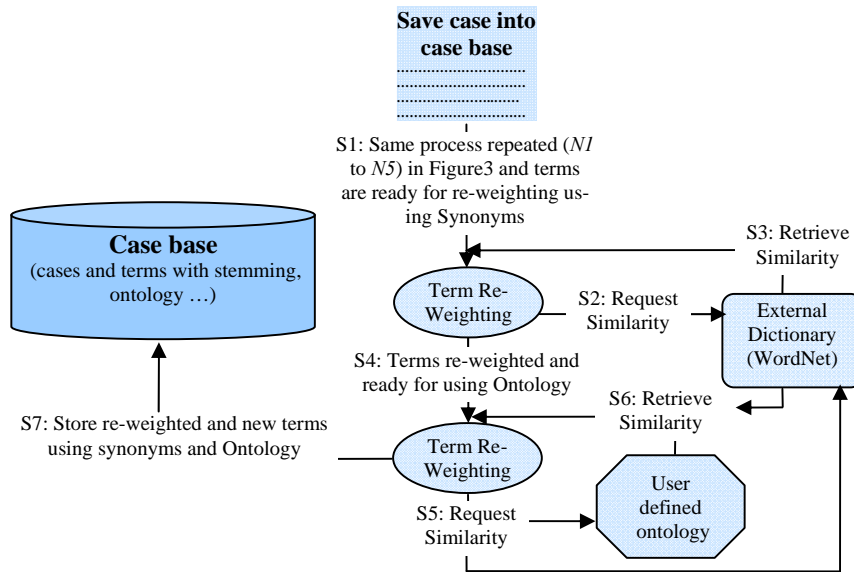 Save case into
case base
S1: Same process repeated (N1
to N5) in Figure3 and terms
are ready for re-weighting us-
ing Synonyms
Case base
(cases and terms with stemming,
ontology …)
S3: Retrieve
Similarity
Term Re-
Weighting
S2: Request
Similarity
External
Dictionary
(WordNet)
S4: Terms re-weighted and
ready for using Ontology
S6: Retrieve
Similarity
S7: Store re-weighted and new terms
using synonyms and Ontology
Term Re-
Weighting
User
defined
ontology
S5: Request
Similarity